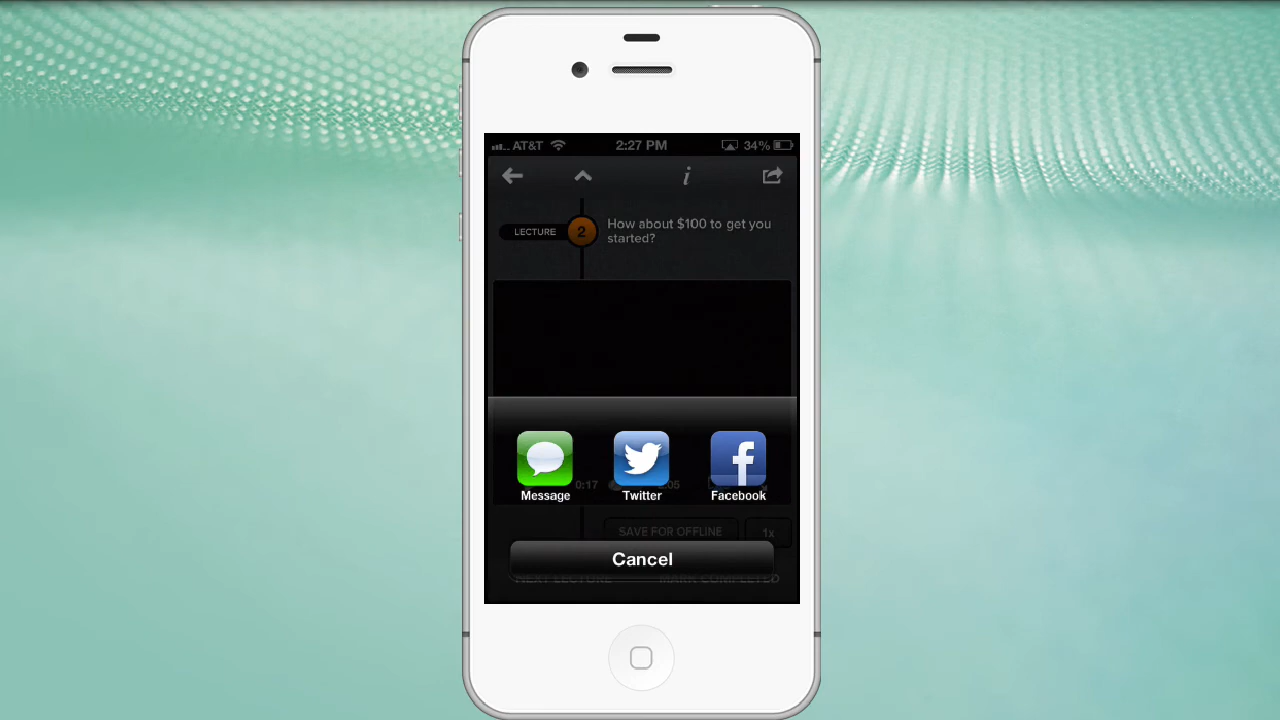 AT&T 2:27 PM 34%
i
LECTURE 2 How about $100 to get you
started?
Message Twitter Facebook
0:17 :05
SAVE FOR OFFLINE 1x
Cancel
NEXT LECTURE MARK COMPLETED